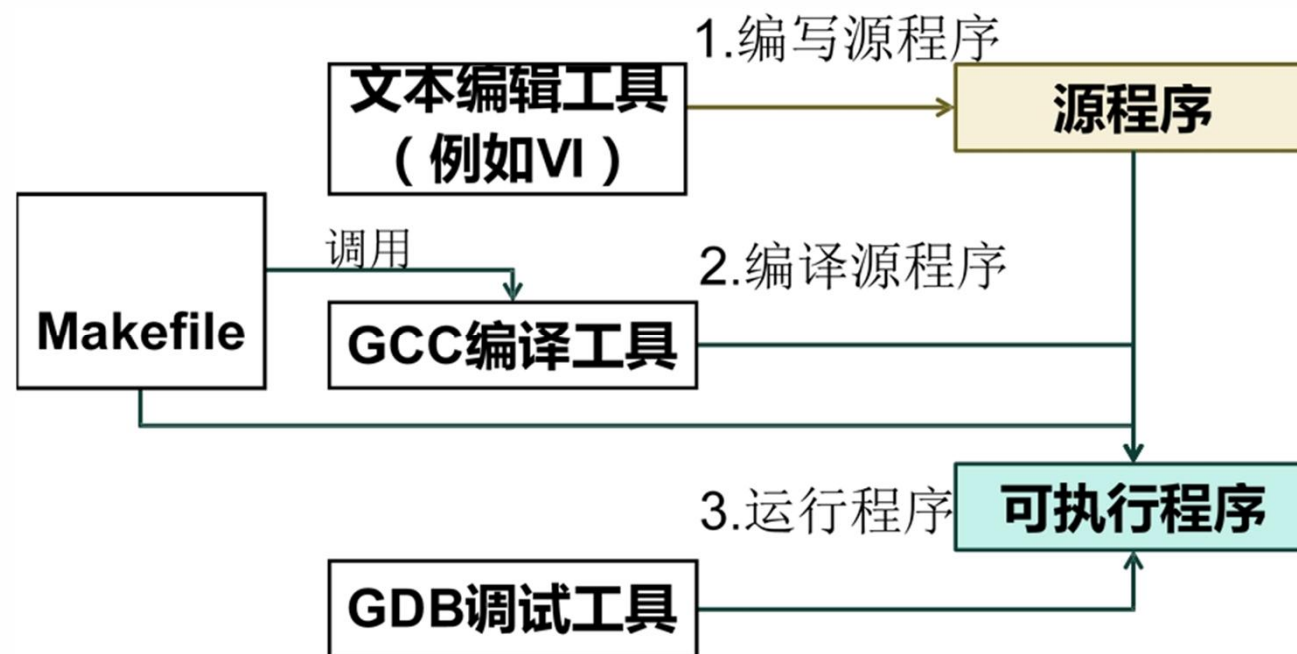 1.编写源程序
文本编辑工具
（例如VI）
源程序
调用
2.编译源程序
Makefile
GCC编译工具
3.运行程序
可执行程序
GDB调试工具